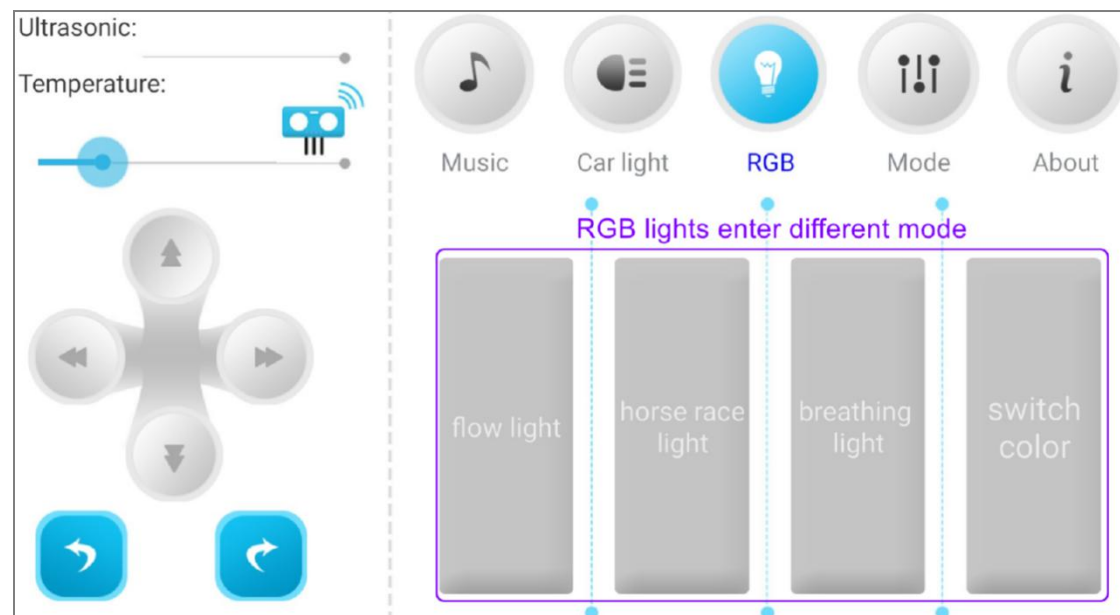 Ultrasonic:
Temperature:
Music
Car light
RGB
Mode
About
RGB lights enter different mode
flow light
horse race
light
breathing
light
switch
color